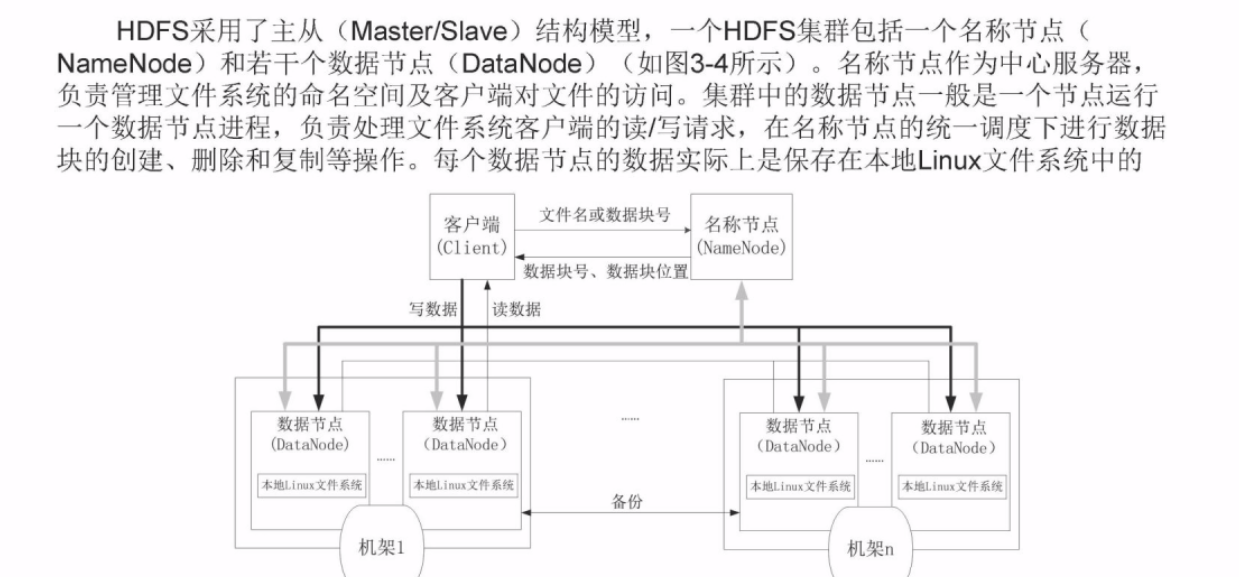 HDFS采用了主从（Master/Slave）结构模型，一个HDFS集群包括一个名称节点（
NameNode）和若干个数据节点（DataNode）（如图3-4所示）。名称节点作为中心服务器，
负责管理文件系统的命名空间及客户端对文件的访问。集群中的数据节点一般是一个节点运行
一个数据节点进程，负责处理文件系统客户端的读/写请求，在名称节点的统一调度下进行数据
块的创建、删除和复制等操作。每个数据节点的数据实际上是保存在本地Linux文件系统中的
客户端
(Client)
文件名或数据块号
数据块号、数据块位置
名称节点
(NameNode)
写数据
读数据
数据节点
(DataNode)
本地Linux文件系统
......
数据节点
（DataNode）
本地Linux文件系统
机架1
......
备份
数据节点
（DataNode）
本地Linux文件系统
......
数据节点
（DataNode）
本地Linux文件系统
机架n